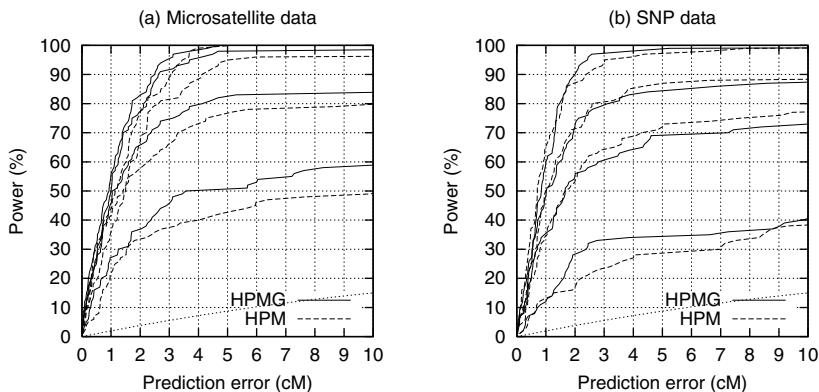 (a) Microsatellite data
100
90
80
70
60
50
40
30
20
10
0
Power (%)
HPMG
HPM
0 1 2 3 4 5 6 7 8 9 10
Prediction error (cM)
(b) SNP data
100
90
80
70
60
50
40
30
20
10
0
Power (%)
HPMG
HPM
0 1 2 3 4 5 6 7 8 9 10
Prediction error (cM)